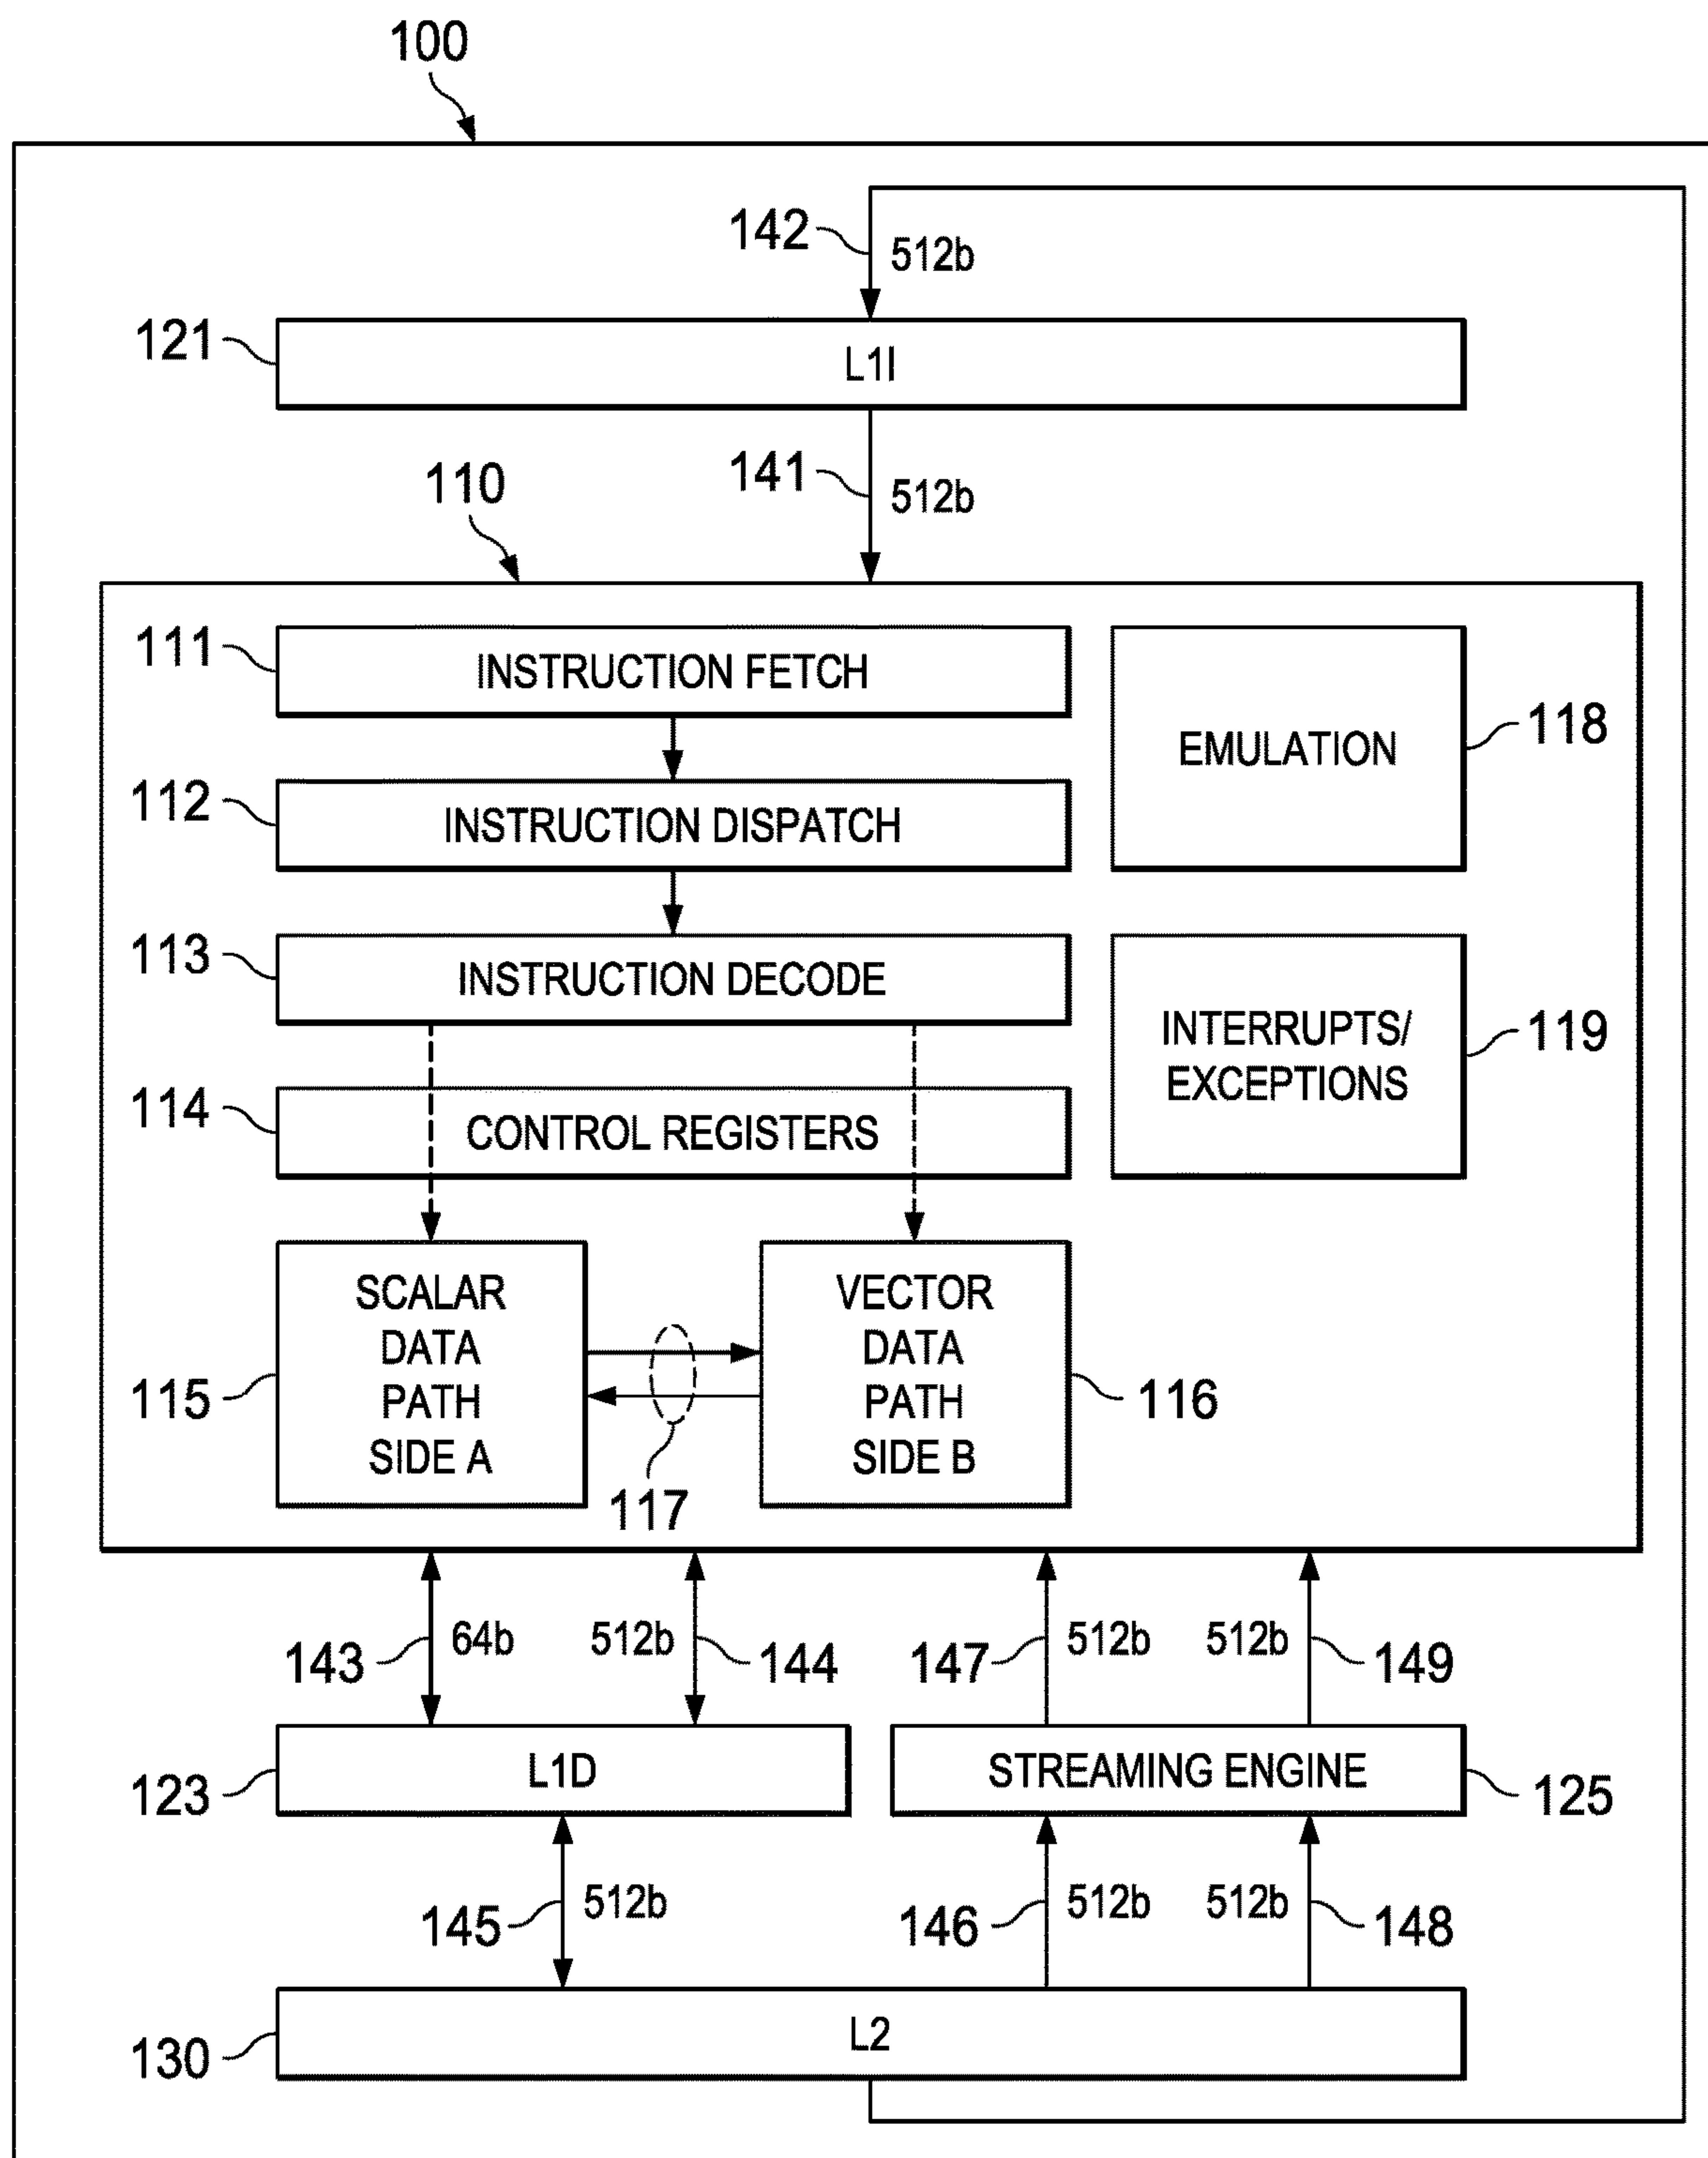 100
142
512b
121
L1I
110
141
512b
111
INSTRUCTION FETCH
118
EMULATION
112
INSTRUCTION DISPATCH
113
INSTRUCTION DECODE
119
INTERRUPTS/
EXCEPTIONS
114
CONTROL REGISTERS
115
SCALAR
DATA
PATH
SIDE A
117
VECTOR
DATA
PATH
SIDE B
116
143
64b
512b
144
147
512b
512b
149
123
L1D
STREAMING ENGINE
125
145
512b
146
512b
512b
148
130
L2